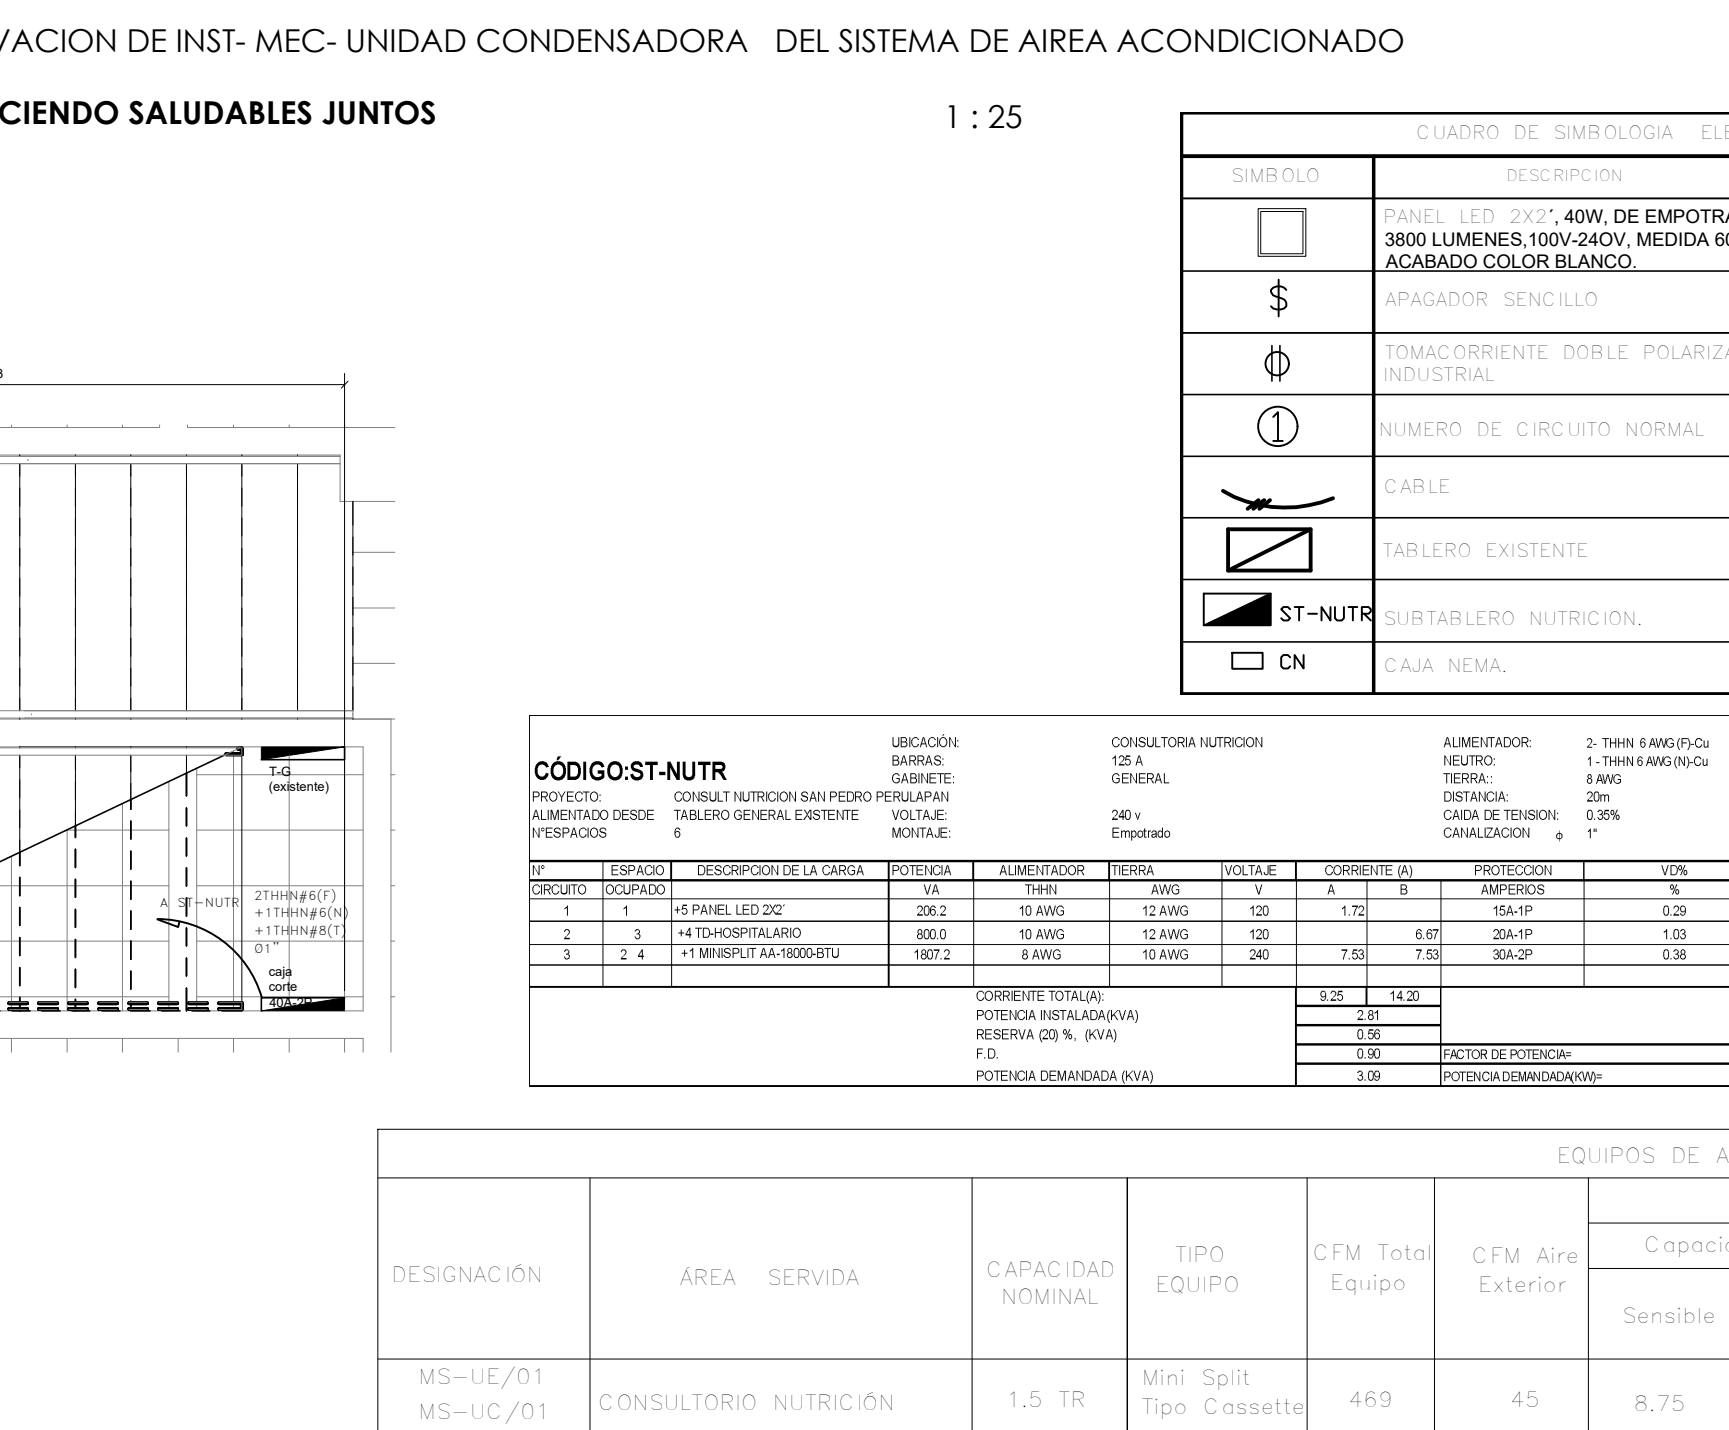 VACION DE INST- MEC- UNIDAD CONDENSADORA DEL SISTEMA DE AIREA ACONDICIONADO
CIENDO SALUDABLES JUNTOS
1 : 25
CUADRO DE SIMBOLOGIA ELE
SIMBOLO DESCRIPCION
PANEL LED 2X2´, 40W, DE EMPOTRA
3800 LUMENES,100V-24OV, MEDIDA 60
ACABADO COLOR BLANCO.
$ APAGADOR SENCILLO
TOMACORRIENTE DOBLE POLARIZA
INDUSTRIAL
1 NUMERO DE CIRCUITO NORMAL
CABLE
TABLERO EXISTENTE
ST-NUTR SUBTABLERO NUTRICION.
CN CAJA NEMA.
T-G
(existente)
A ST-NUTR
2THHN#6(F)
+1THHN#6(N)
+1THHN#8(T)
Ø1"
caja
corte
40A-2P
CÓDIGO:ST-NUTR
PROYECTO: CONSULT NUTRICION SAN PEDRO PERULAPAN
ALIMENTADO DESDE TABLERO GENERAL EXISTENTE
N°ESPACIOS 6
UBICACIÓN: CONSULTORIA NUTRICION
BARRAS: 125 A
GABINETE: GENERAL
VOLTAJE: 240 v
MONTAJE: Empotrado
ALIMENTADOR: 2- THHN 6 AWG (F)-Cu
NEUTRO: 1 - THHN 6 AWG (N)-Cu
TIERRA:: 8 AWG
DISTANCIA: 20m
CAIDA DE TENSION: 0.35%
CANALIZACION ϕ 1"
N° ESPACIO DESCRIPCION DE LA CARGA POTENCIA ALIMENTADOR TIERRA VOLTAJE CORRIENTE (A) PROTECCION VD%
CIRCUITO OCUPADO VA THHN AWG V A B AMPERIOS %
1 1 +5 PANEL LED 2X2´ 206.2 10 AWG 12 AWG 120 1.72 15A-1P 0.29
2 3 +4 TD-HOSPITALARIO 800.0 10 AWG 12 AWG 120 6.67 20A-1P 1.03
3 2 4 +1 MINISPLIT AA-18000-BTU 1807.2 8 AWG 10 AWG 240 7.53 7.53 30A-2P 0.38
CORRIENTE TOTAL(A): 9.25 14.20
POTENCIA INSTALADA(KVA) 2.81
RESERVA (20) %, (KVA) 0.56
F.D. 0.90 FACTOR DE POTENCIA=
POTENCIA DEMANDADA (KVA) 3.09 POTENCIA DEMANDADA(KW)=
EQUIPOS DE A
DESIGNACIÓN
ÁREA SERVIDA
CAPACIDAD
NOMINAL
TIPO
EQUIPO
CFM Total
Equipo
CFM Aire
Exterior
Capaci
Sensible
MS-UE/01
MS-UC/01
CONSULTORIO NUTRICIÓN
1.5 TR
Mini Split
Tipo Cassette
469
45
8.75